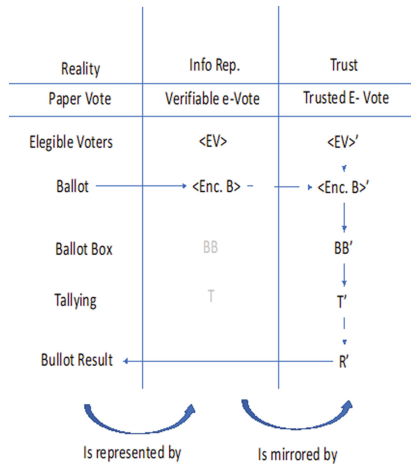 Reality Info Rep. Trust
Paper Vote Verifiable e-Vote Trusted E- Vote
Elegible Voters <EV> <EV>'
Ballot <Enc. B> <Enc. B>'
Ballot Box BB BB'
Tallying T T'
Bullot Result R'
Is represented by Is mirrored by